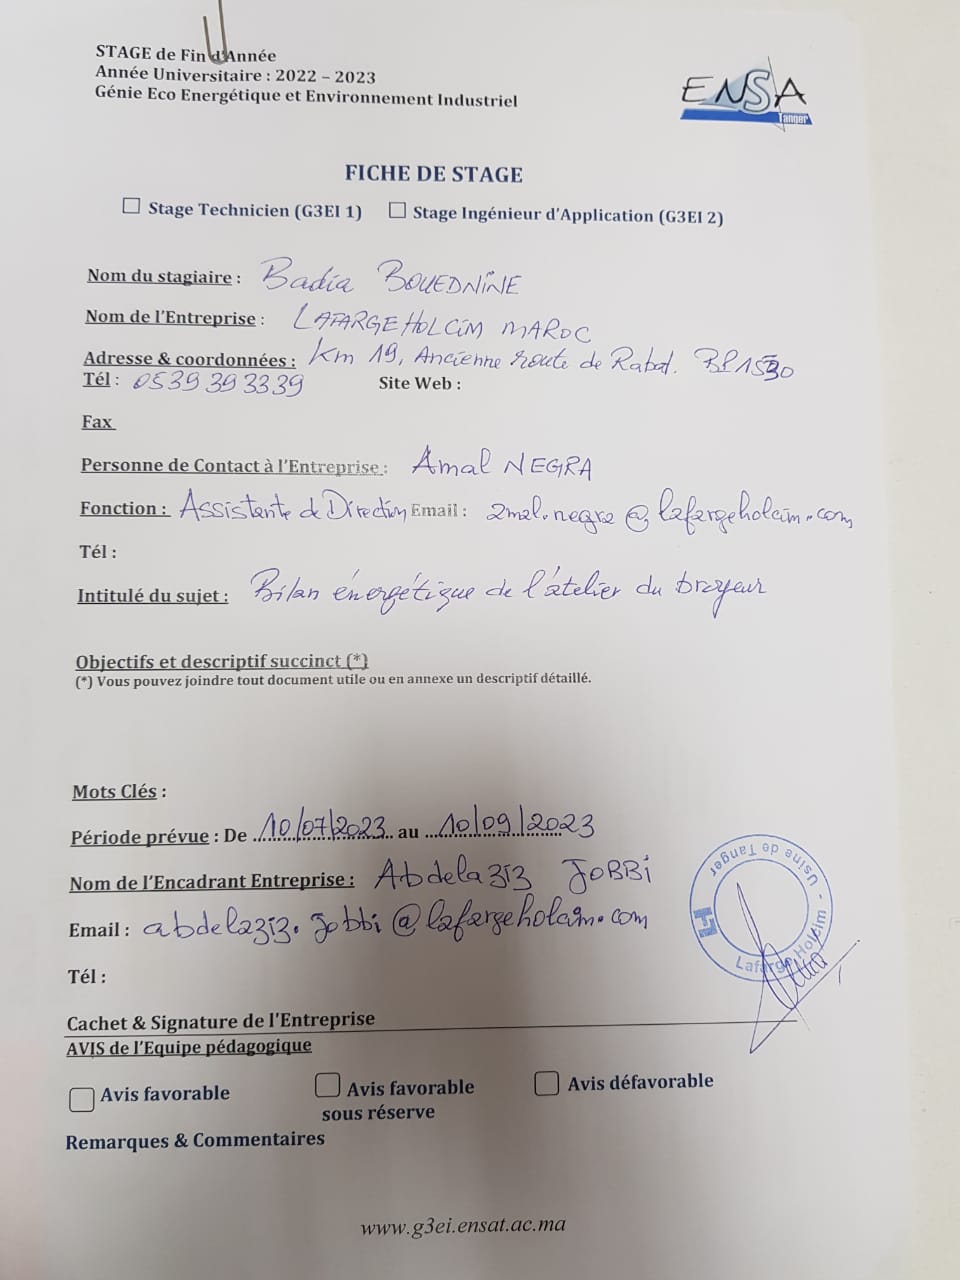 STAGE de Fin d'Année
Année Universitaire : 2022 – 2023
Génie Eco Energétique et Environnement Industriel
ENSA
Tanger
FICHE DE STAGE
Stage Technicien (G3EI 1) Stage Ingénieur d'Application (G3EI 2)
Nom du stagiaire : Badia BOUEDNINE
Nom de l'Entreprise : LAFARGEHOLCIM MAROC
Adresse & coordonnées : Km 19, Ancienne route de Rabat. BP1530
Tél : 0539 39 33 39 Site Web :
Fax
Personne de Contact à l'Entreprise : Amal NEGRA
Fonction : Assistante de Direction Email : amal.negra@lafargeholcim.com
Tél :
Intitulé du sujet : Bilan énergétique de l'atelier du broyeur
Objectifs et descriptif succinct (*)
(*) Vous pouvez joindre tout document utile ou en annexe un descriptif détaillé.
Mots Clés :
Période prévue : De 10/07/2023 au 10/09/2023
Nom de l'Encadrant Entreprise : Abdelaziz JOBBI
Email : abdelaziz.jobbi@lafargeholcim.com
Tél :
LafargeHolcim - Usine de Tanger
Cachet & Signature de l'Entreprise
AVIS de l'Equipe pédagogique
Avis favorable Avis favorable sous réserve Avis défavorable
Remarques & Commentaires
www.g3ei.ensat.ac.ma